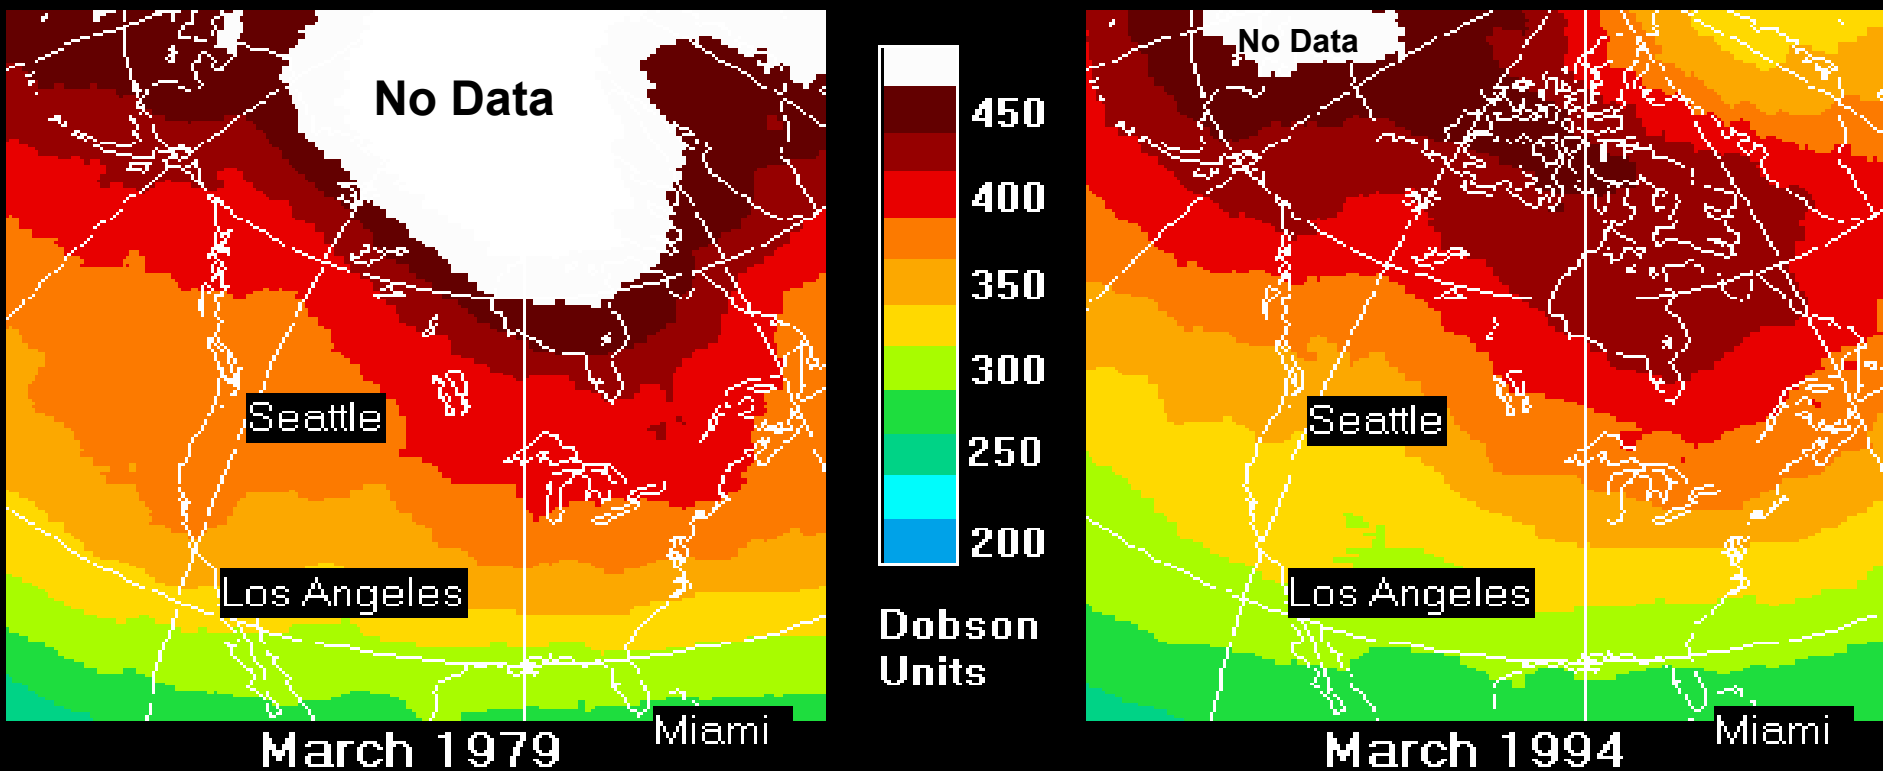 No Data
Seattle
Los Angeles
Miami
March 1979
450
400
350
300
250
200
Dobson
Units
No Data
Seattle
Los Angeles
Miami
March 1994